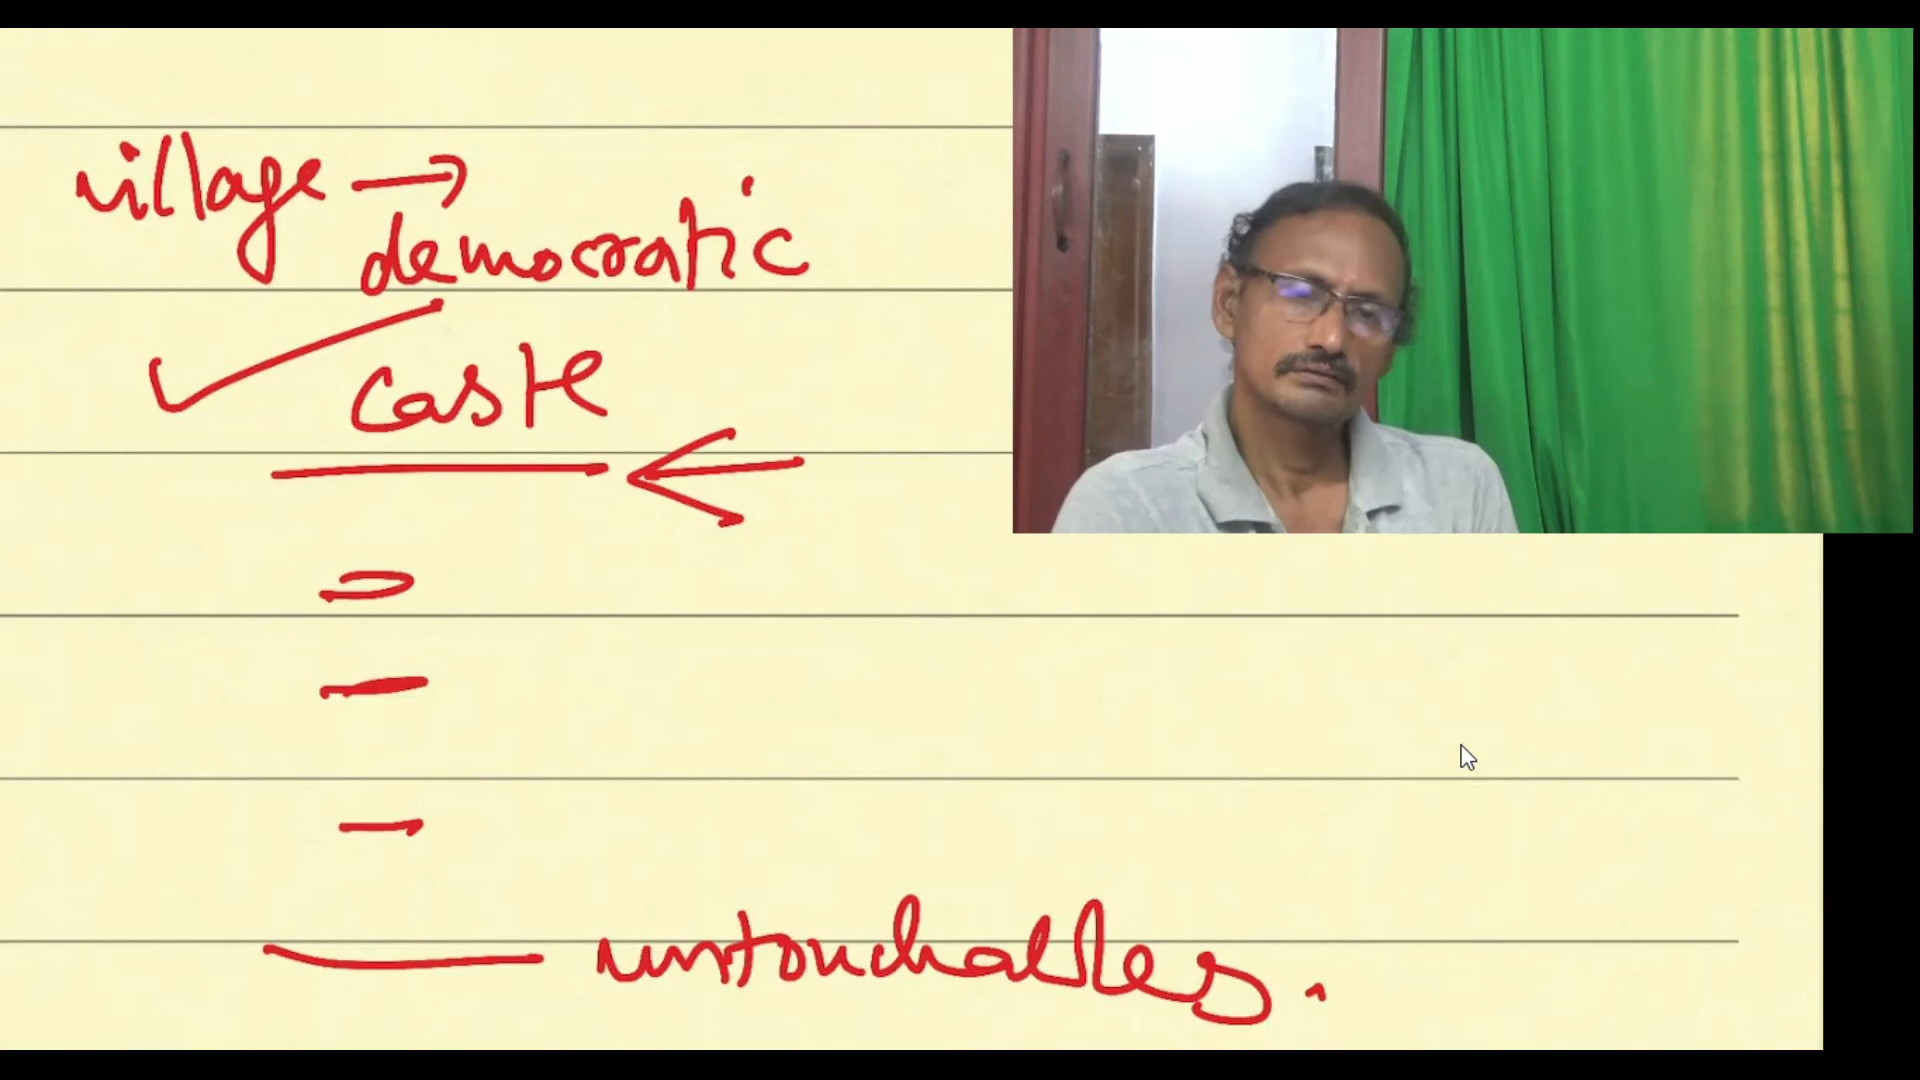 village →
democratic
caste
untouchables.